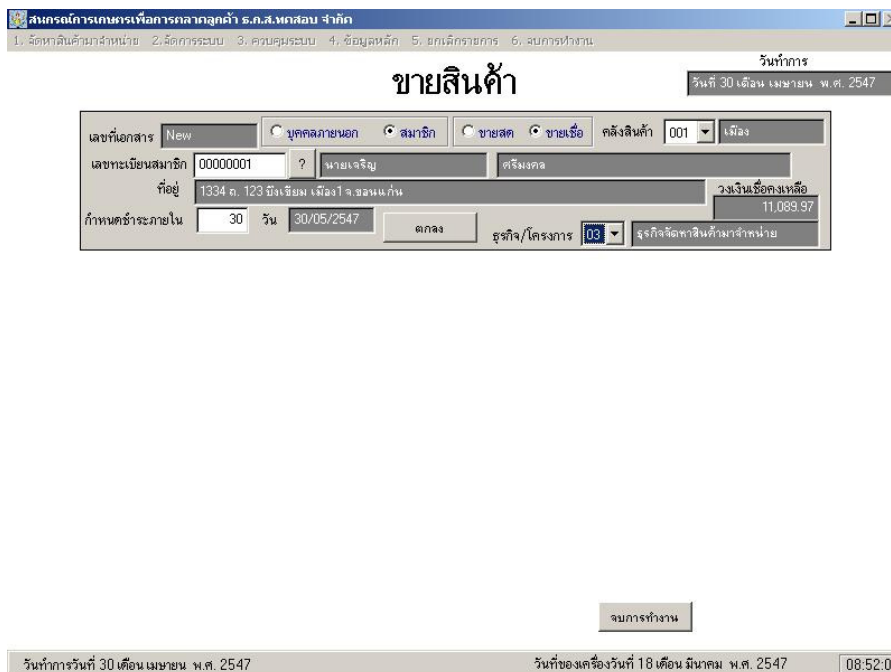 สหกรณ์การเกษตรเพื่อการตลาดลูกค้า ธ.ก.ส.ทดสอบ จำกัด
1. จัดหาสินค้ามาจำหน่าย 2.จัดการระบบ 3. ควบคุมระบบ 4. ข้อมูลหลัก 5. ยกเลิกรายการ 6. จบการทำงาน
วันทำการ
ขายสินค้า
วันที่ 30 เดือน เมษายน พ.ศ. 2547
เลขที่เอกสาร New บุคคลภายนอก สมาชิก ขายสด ขายเชื่อ คลังสินค้า 001 เมือง
เลขทะเบียนสมาชิก 00000001 ? นายเจริญ ศรีมงคล
ที่อยู่ 1334 ถ. 123 บึงเขียม เมือง1 จ.ขอนแก่น วงเงินเชื่อคงเหลือ
11,089.97
กำหนดชำระภายใน 30 วัน 30/05/2547 ตกลง ธุรกิจ/โครงการ 03 ธุรกิจจัดหาสินค้ามาจำหน่าย
จบการทำงาน
วันทำการวันที่ 30 เดือน เมษายน พ.ศ. 2547 วันที่ของเครื่องวันที่ 18 เดือน มีนาคม พ.ศ. 2547 08:52:0